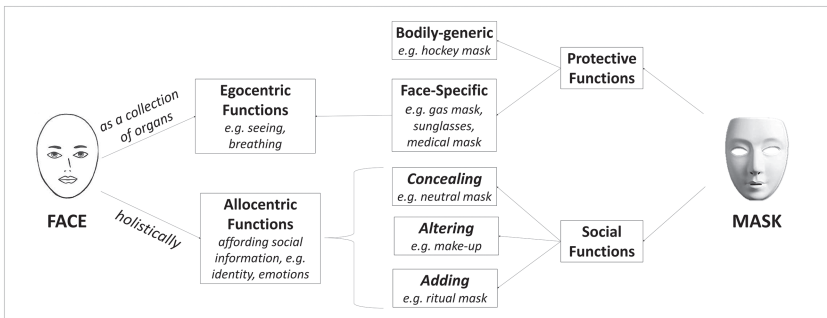 FACE
as a collection
of organs
holistically
Egocentric
Functions
e.g. seeing,
breathing
Allocentric
Functions
affording social
information, e.g.
identity, emotions
Bodily-generic
e.g. hockey mask
Face-Specific
e.g. gas mask,
sunglasses,
medical mask
Concealing
e.g. neutral mask
Altering
e.g. make-up
Adding
e.g. ritual mask
Protective
Functions
Social
Functions
MASK